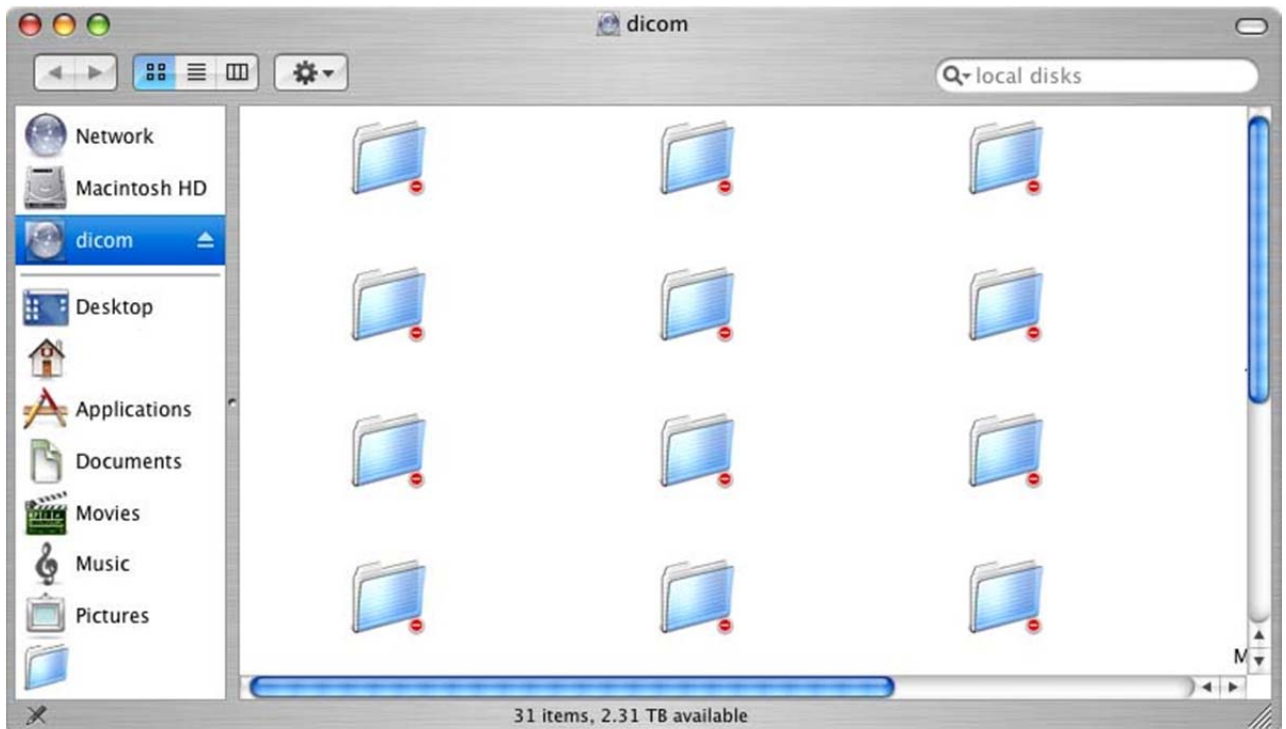 dicom
local disks
Network
Macintosh HD
dicom
Desktop
Applications
Documents
Movies
Music
Pictures
M
31 items, 2.31 TB available